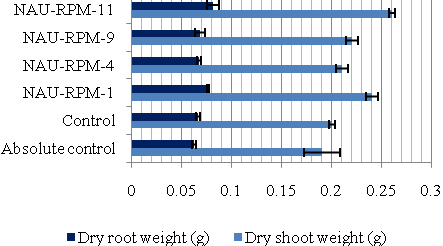 NAU-RPM-11
NAU-RPM-9
NAU-RPM-4
NAU-RPM-1
Control
Absolute control
0 0.05 0.1 0.15 0.2 0.25 0.3
Dry root weight (g) Dry shoot weight (g)